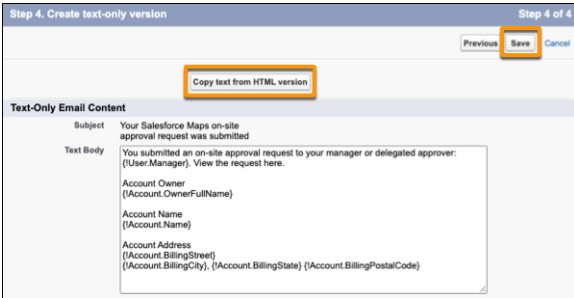 Step 4. Create text-only version Step 4 of 4
Previous Save Cancel
Copy text from HTML version
Text-Only Email Content
Subject Your Salesforce Maps on-site
approval request was submitted
Text Body You submitted an on-site approval request to your manager or delegated approver:
{!User.Manager}. View the request here.
Account Owner
{!Account.OwnerFullName}
Account Name
{!Account.Name}
Account Address
{!Account.BillingStreet}
{!Account.BillingCity}, {!Account.BillingState} {!Account.BillingPostalCode}